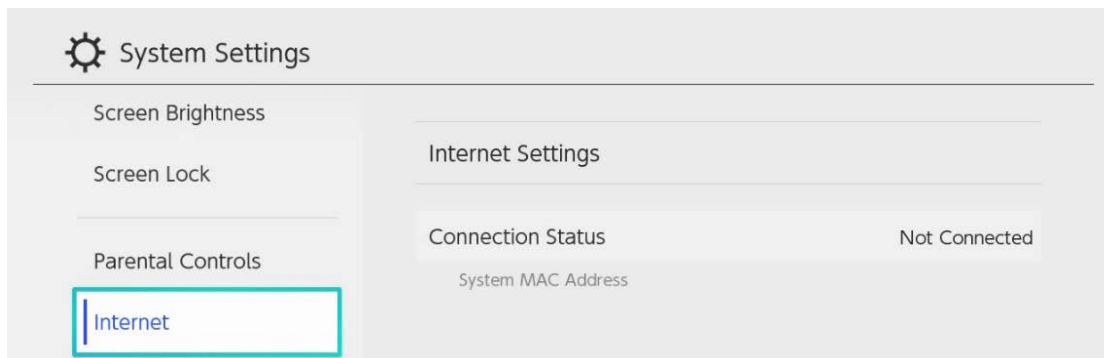 System Settings
Screen Brightness
Screen Lock
Parental Controls
Internet
Internet Settings
Connection Status Not Connected
System MAC Address